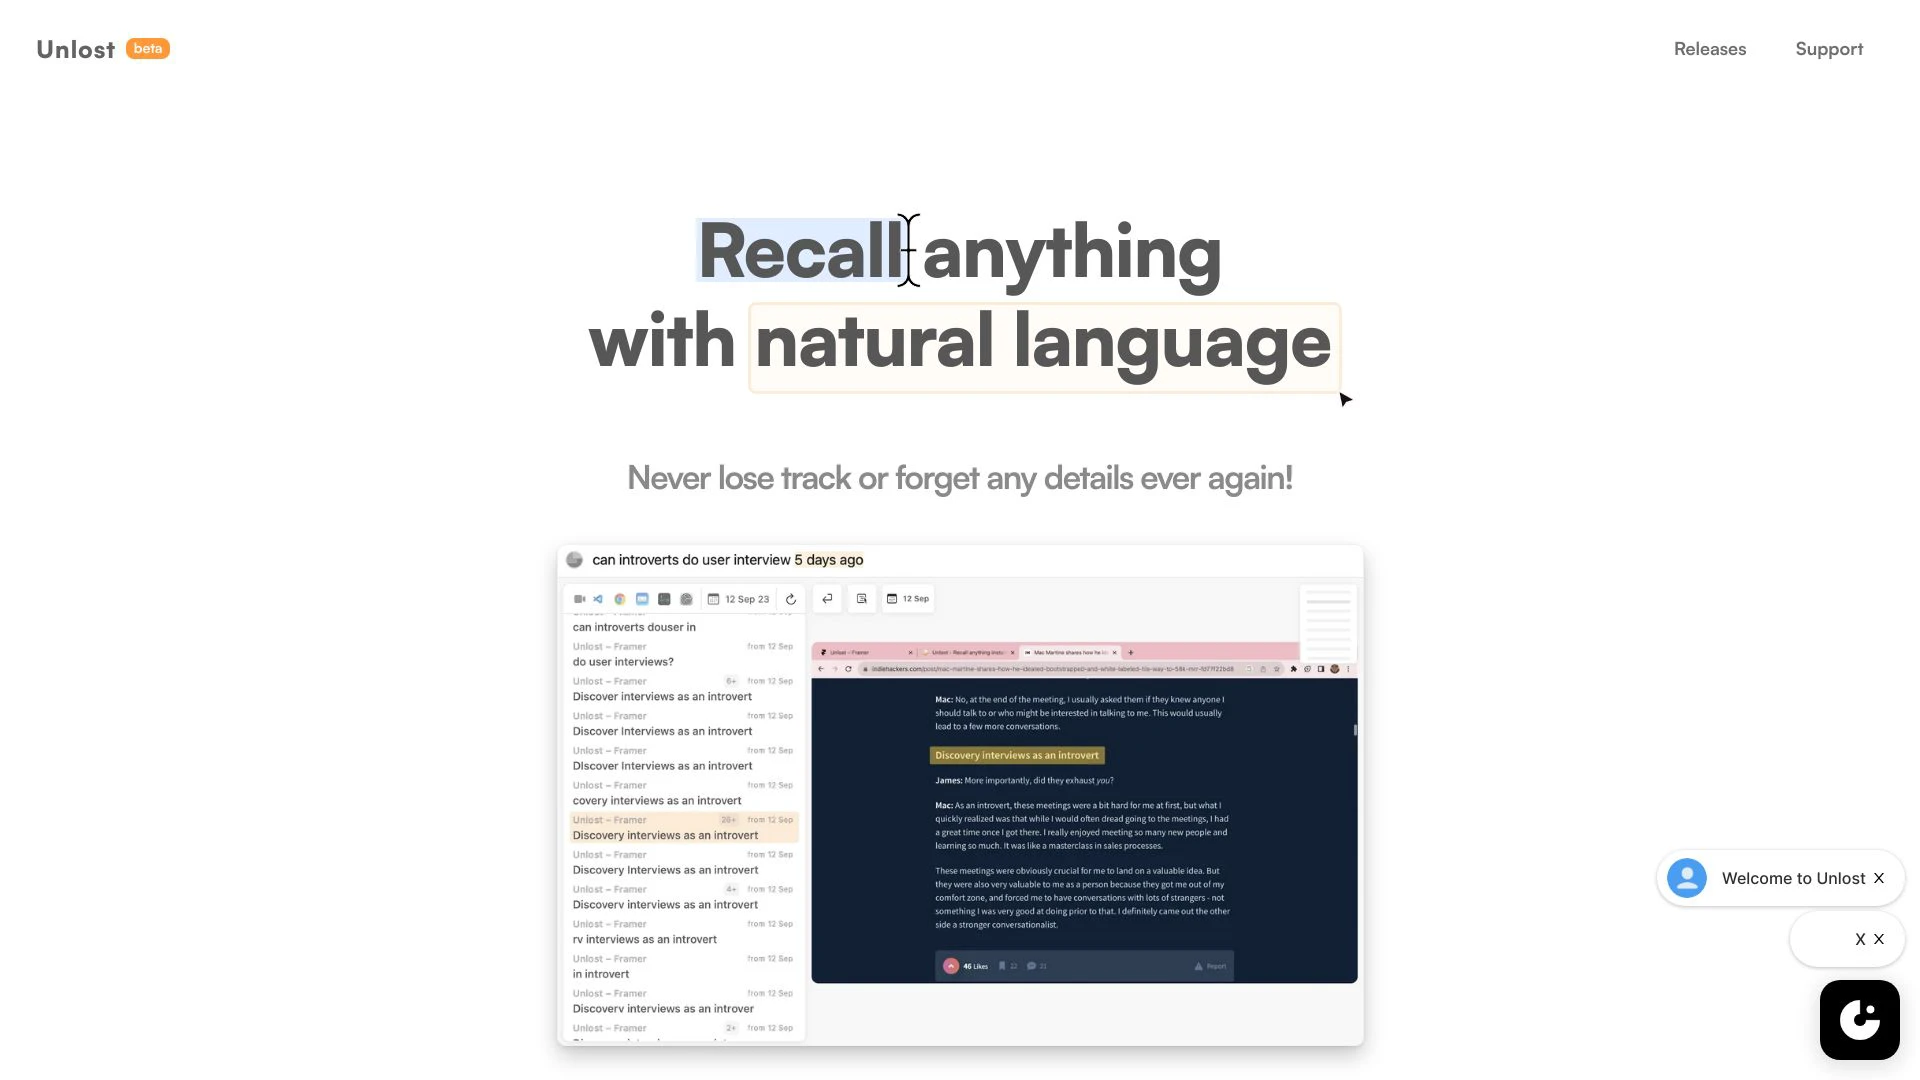 Unlost beta
Releases Support
Recall anything
with natural language
Never lose track or forget any details ever again!
can introverts do user interview 5 days ago
12 Sep 23
12 Sep
can introverts douser in
Unlost – Framer from 12 Sep
do user interviews?
Unlost – Framer 6+ from 12 Sep
Discover interviews as an introvert
Unlost – Framer from 12 Sep
Discover Interviews as an introvert
Unlost – Framer from 12 Sep
DIscover Interviews as an introvert
Unlost – Framer from 12 Sep
covery interviews as an introvert
Unlost – Framer 26+ from 12 Sep
Discovery interviews as an introvert
Unlost – Framer from 12 Sep
Discovery Interviews as an introvert
Unlost – Framer 4+ from 12 Sep
Discoverv interviews as an introvert
Unlost – Framer from 12 Sep
rv interviews as an introvert
Unlost – Framer from 12 Sep
in introvert
Unlost – Framer from 12 Sep
Discoverv interviews as an introver
Unlost – Framer 2+ from 12 Sep
Unlost – Framer
Unlost – Recall anything
Mac Martine shares how he
Mac: No, at the end of the meeting, I usually asked them if they knew anyone I
should talk to or who might be interested in talking to me. This would usually
lead to a few more conversations.
Discovery interviews as an introvert
James: More importantly, did they exhaust you?
Mac: As an introvert, these meetings were a bit hard for me at first, but what I
quickly realized was that while I would often dread going to the meetings, I had
a great time once I got there. I really enjoyed meeting so many new people and
learning so much. It was like a masterclass in sales processes.
These meetings were obviously crucial for me to land on a valuable idea. But
they were also very valuable to me as a person because they got me out of my
comfort zone, and forced me to have conversations with lots of strangers - not
something I was very good at doing prior to that. I definitely came out the other
side a stronger conversationalist.
46 Likes 22 21 Report
Welcome to Unlost X
X X